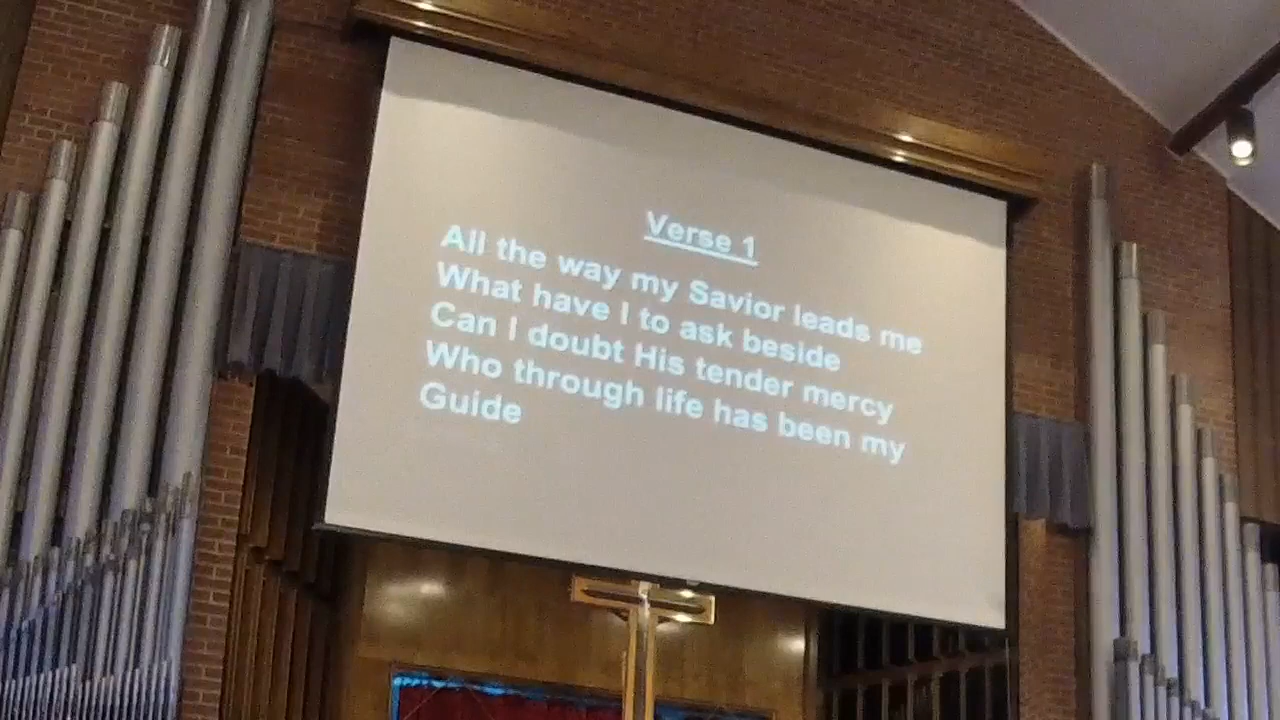 Verse 1
All the way my Savior leads me
What have I to ask beside
Can I doubt His tender mercy
Who through life has been my
Guide